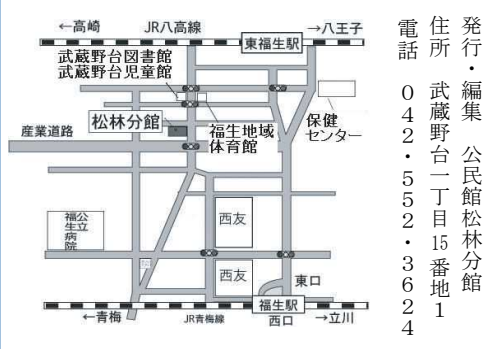 発行・編集 公民館松林分館
住所 武蔵野台一丁目15番地1
電話 042・552・3624
←高崎
JR八高線
→八王子
東福生駅
武蔵野台図書館
武蔵野台児童館
松林分館
福生地域
体育館
保健
センター
産業道路
福生
公立
病院
西友
西友
東口
福生駅
西口
←青梅
JR青梅線
→立川